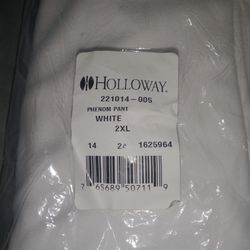 HOLLOWAY.
221014-005
PHENOM PANT
WHITE
2XL
14 24 1625964
7 65689 50711 9